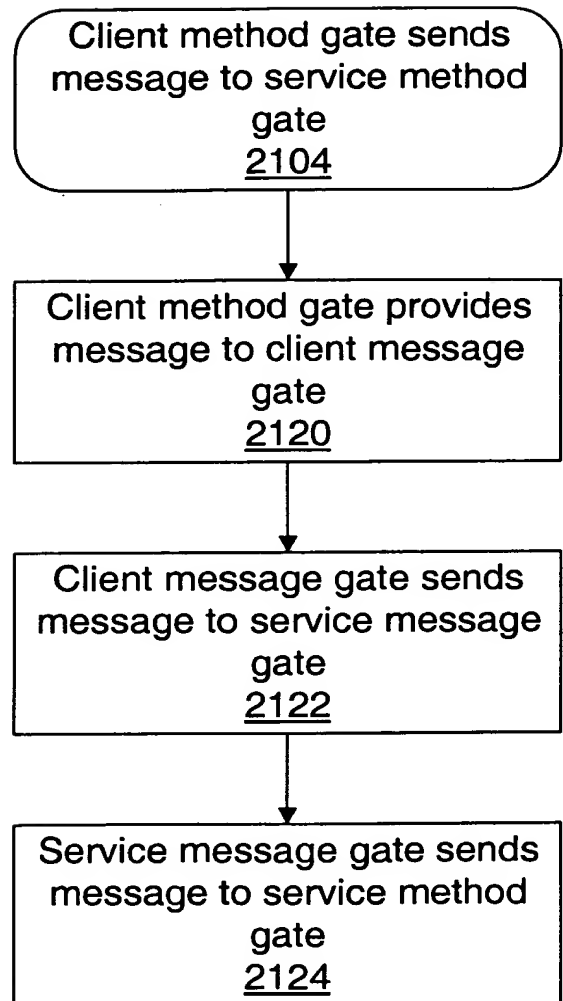 Client method gate sends
message to service method
gate
2104
Client method gate provides
message to client message
gate
2120
Client message gate sends
message to service message
gate
2122
Service message gate sends
message to service method
gate
2124